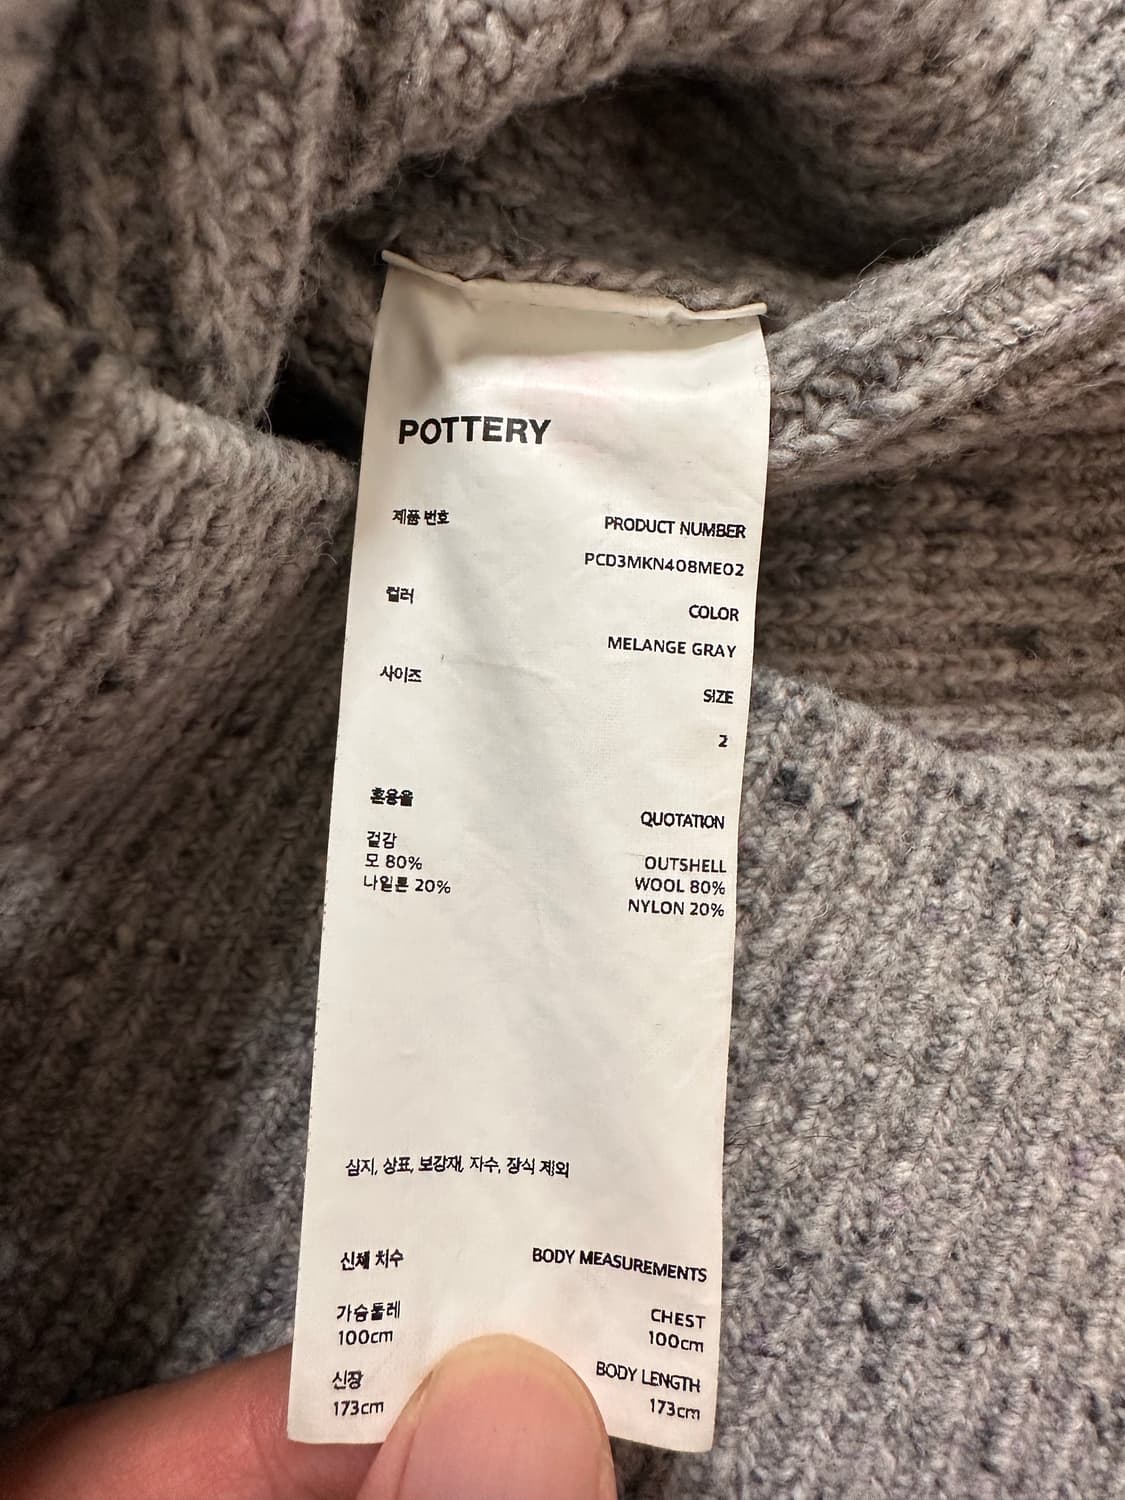 POTTERY
제품 번호 PRODUCT NUMBER
PCD3MKN408ME02
컬러 COLOR
MELANGE GRAY
사이즈 SIZE
2
혼용율 QUOTATION
겉감 OUTSHELL
모 80% WOOL 80%
나일론 20% NYLON 20%
심지, 상표, 보강재, 자수, 장식 제외
신체 치수 BODY MEASUREMENTS
가슴둘레 CHEST
100cm 100cm
신장 BODY LENGTH
173cm 173cm